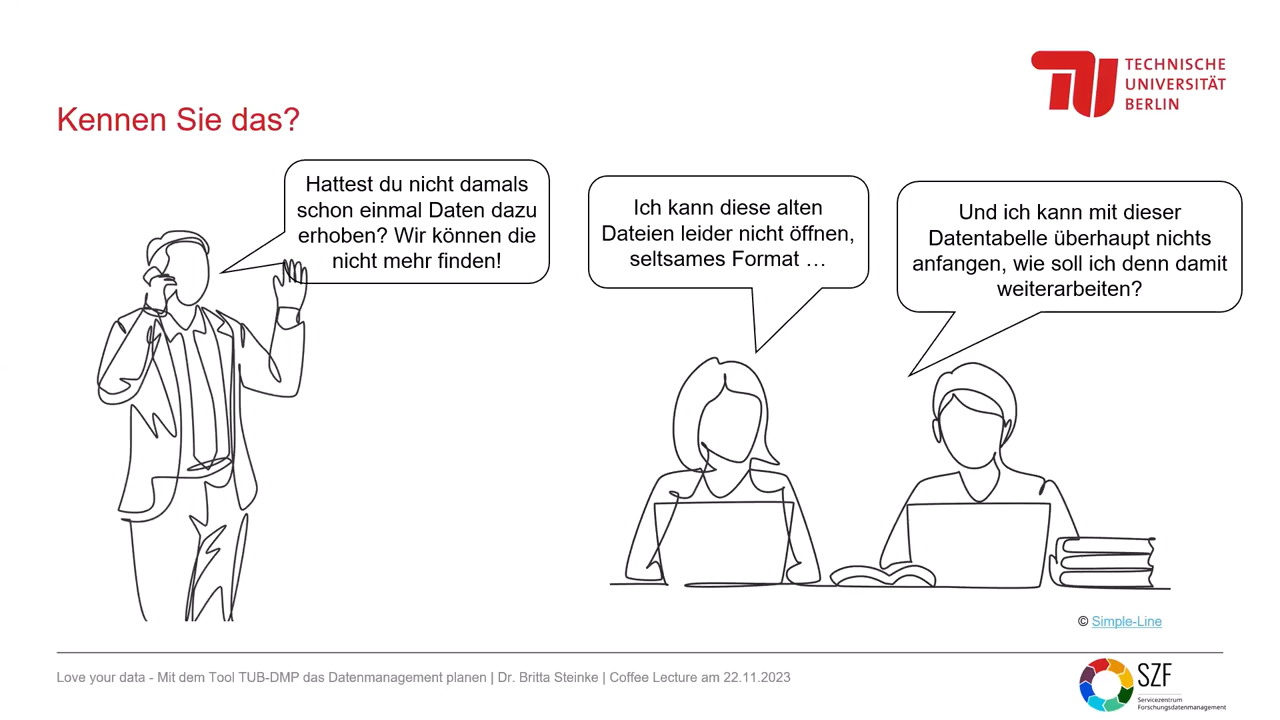 TECHNISCHE
UNIVERSITÄT
BERLIN
Kennen Sie das?
Hattest du nicht damals
schon einmal Daten dazu
erhoben? Wir können die
nicht mehr finden!
Ich kann diese alten
Dateien leider nicht öffnen,
seltsames Format …
Und ich kann mit dieser
Datentabelle überhaupt nichts
anfangen, wie soll ich denn damit
weiterarbeiten?
© Simple-Line
Love your data - Mit dem Tool TUB-DMP das Datenmanagement planen | Dr. Britta Steinke | Coffee Lecture am 22.11.2023
SZF
Servicezentrum
Forschungsdatenmanagement